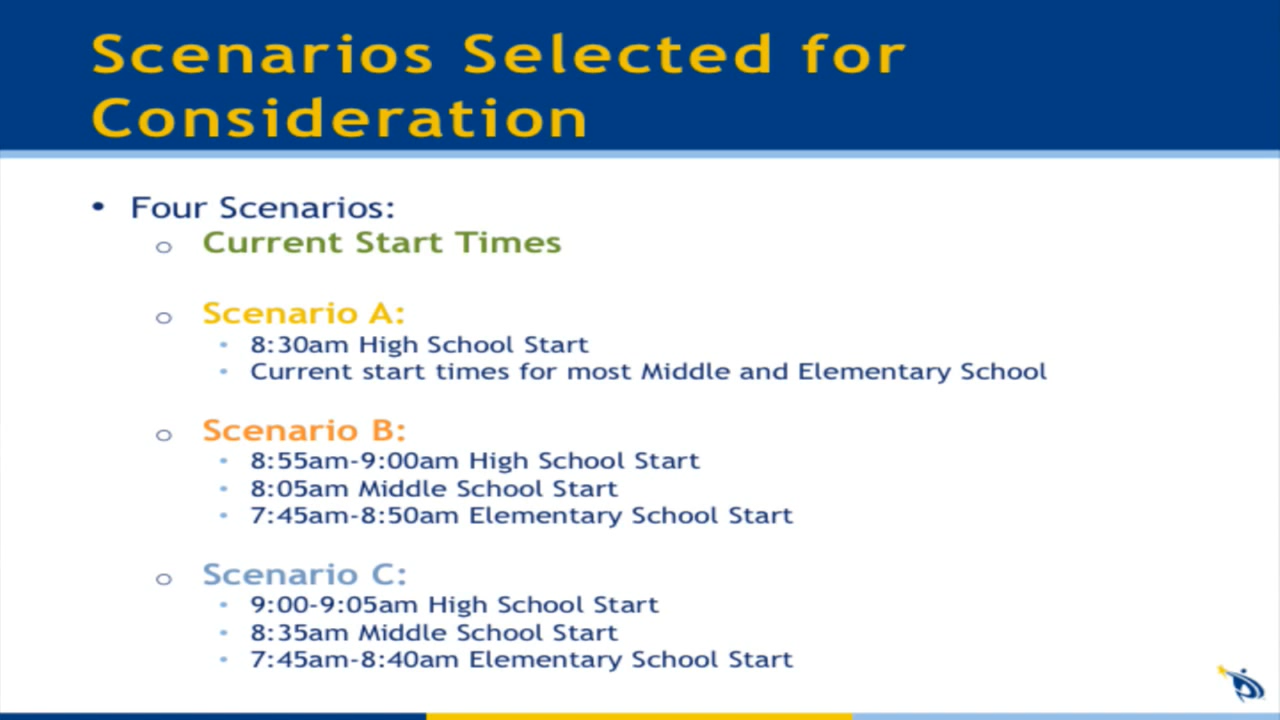 Scenarios Selected for
Consideration
• Four Scenarios:
o Current Start Times
o Scenario A:
• 8:30am High School Start
• Current start times for most Middle and Elementary School
o Scenario B:
• 8:55am-9:00am High School Start
• 8:05am Middle School Start
• 7:45am-8:50am Elementary School Start
o Scenario C:
• 9:00-9:05am High School Start
• 8:35am Middle School Start
• 7:45am-8:40am Elementary School Start